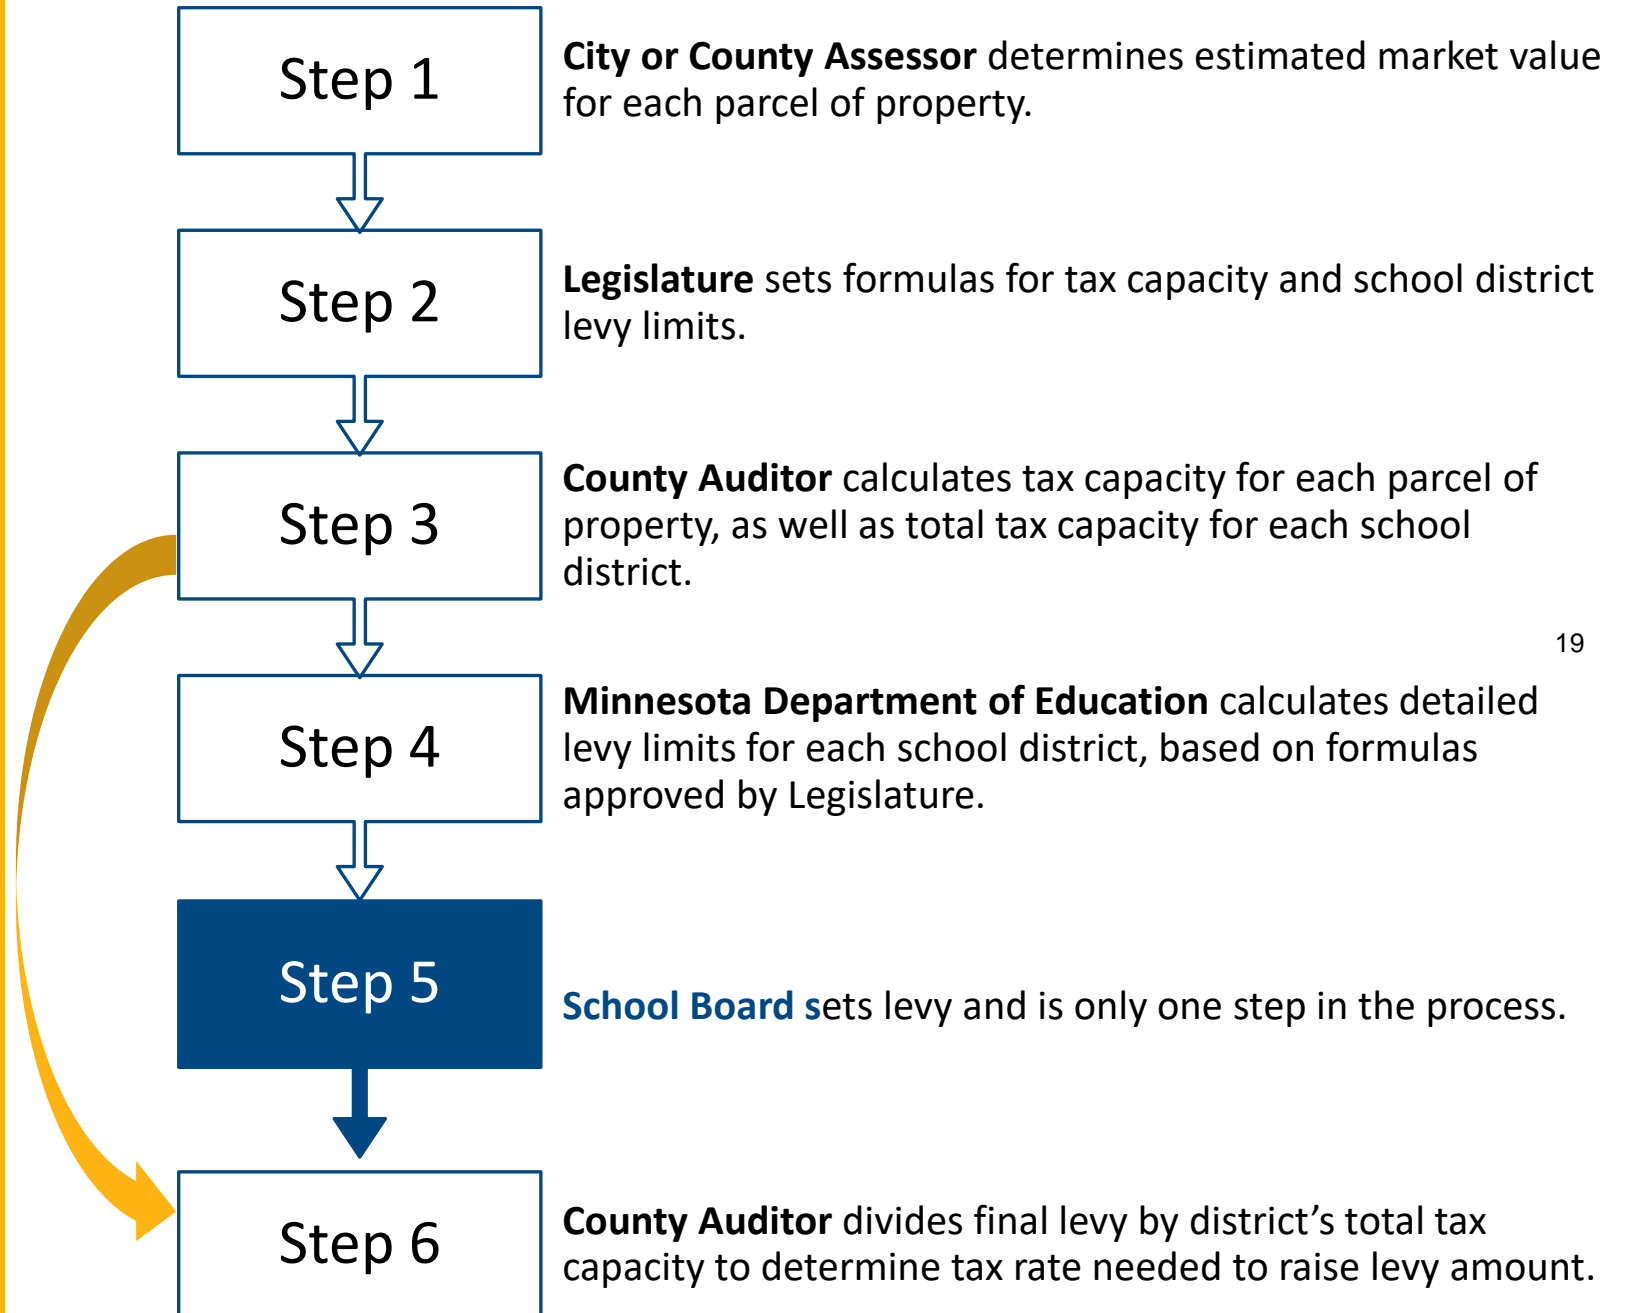 Step 1
City or County Assessor determines estimated market value
for each parcel of property.
Step 2
Legislature sets formulas for tax capacity and school district
levy limits.
Step 3
County Auditor calculates tax capacity for each parcel of
property, as well as total tax capacity for each school
district.
19
Step 4
Minnesota Department of Education calculates detailed
levy limits for each school district, based on formulas
approved by Legislature.
Step 5
School Board sets levy and is only one step in the process.
Step 6
County Auditor divides final levy by district’s total tax
capacity to determine tax rate needed to raise levy amount.